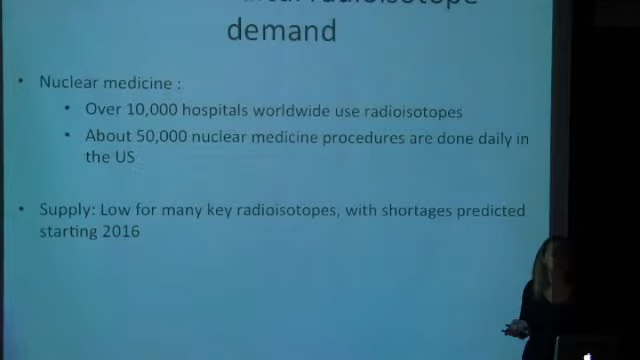 demand
• Nuclear medicine :
• Over 10,000 hospitals worldwide use radioisotopes
• About 50,000 nuclear medicine procedures are done daily in
the US
• Supply: Low for many key radioisotopes, with shortages predicted
starting 2016